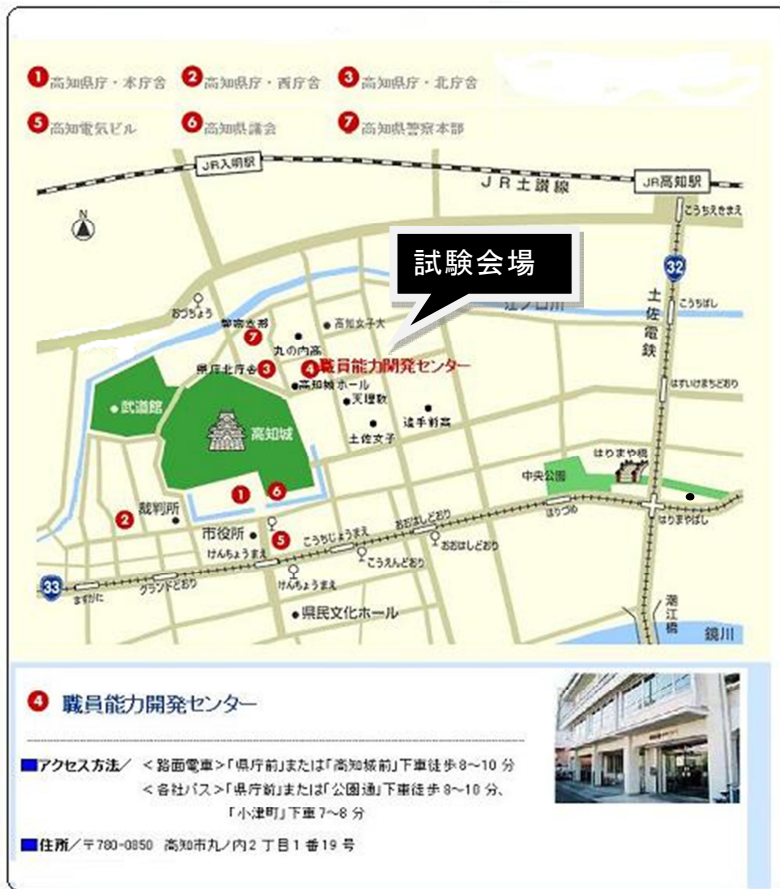 1 高知県庁・本庁舎 2 高知県庁・西庁舎 3 高知県庁・北庁舎
5 高知電気ビル 6 高知県議会 7 高知県警察本部
JR入明駅
JR土讃線
JR高知駅
N
こうちえきまえ
試験会場
32
江ノ口川
こうちばし
土佐電鉄
おづちょう
警察本部
7
高知女子大
丸の内高
県庁北庁舎 3
4 職員能力開発センター
高知城ホール
はすいけまちどおり
武道館
天理教
追手前高
高知城
土佐女子
はりまや橋
中央公園
1
6
2
裁判所
はりまやばし
市役所
5
こうちじょうまえ
おおはしどおり
おおはしどおり
けんちょうまえ
こうえんどおり
33
ますがた
グランドどおり
けんちょうまえ
県民文化ホール
潮江橋
鏡川
4 職員能力開発センター
アクセス方法/ <路面電車>「県庁前」または「高知城前」下車徒歩8~10分
<各社バス>「県庁前」または「公園通」下車徒歩8~10分、
「小津町」下車7~8分
住所/〒780-0850 高知市丸ノ内2丁目1番19号